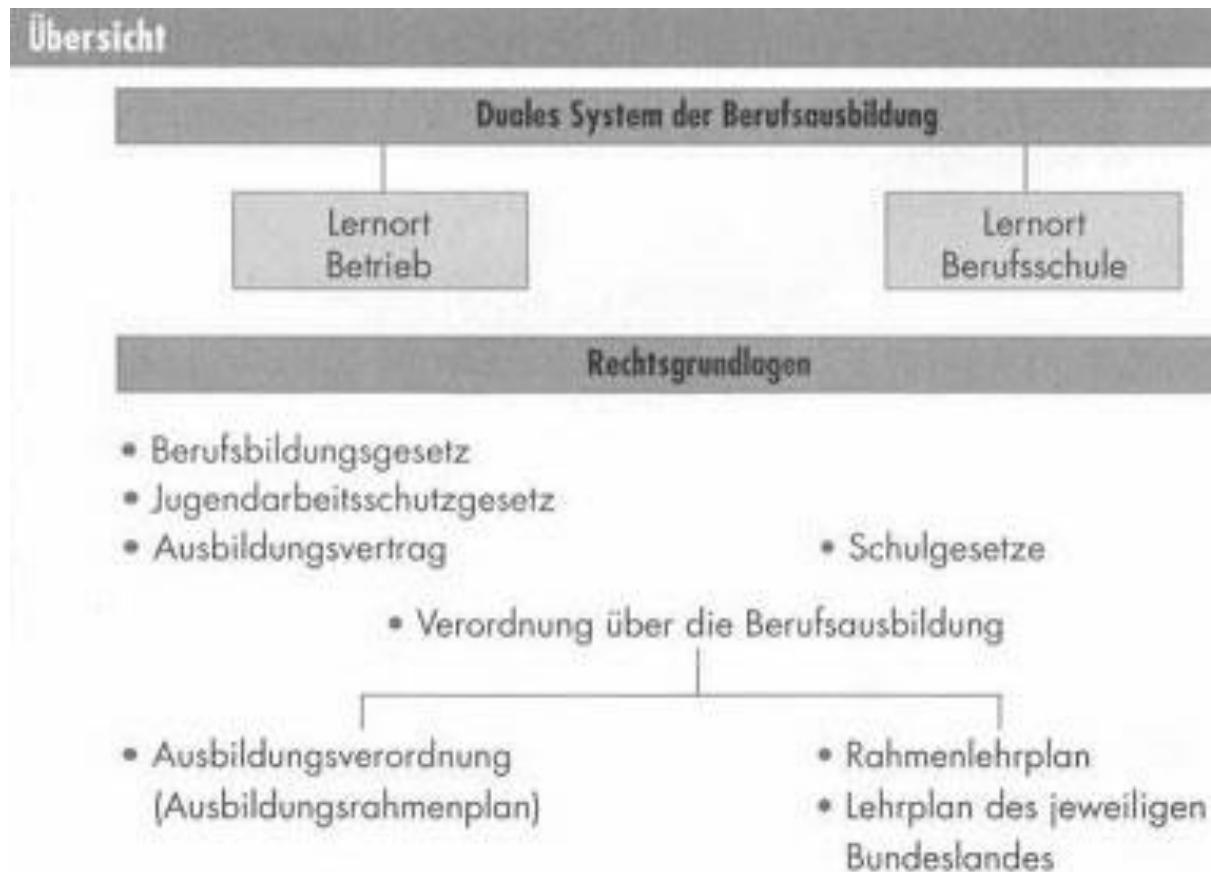 Übersicht
Duales System der Berufsausbildung
Lernort
Betrieb
Lernort
Berufsschule
Rechtsgrundlagen
• Berufsbildungsgesetz
• Jugendarbeitsschutzgesetz
• Ausbildungsvertrag
• Schulgesetze
• Verordnung über die Berufsausbildung
• Ausbildungsverordnung
(Ausbildungsrahmenplan)
• Rahmenlehrplan
• Lehrplan des jeweiligen
Bundeslandes